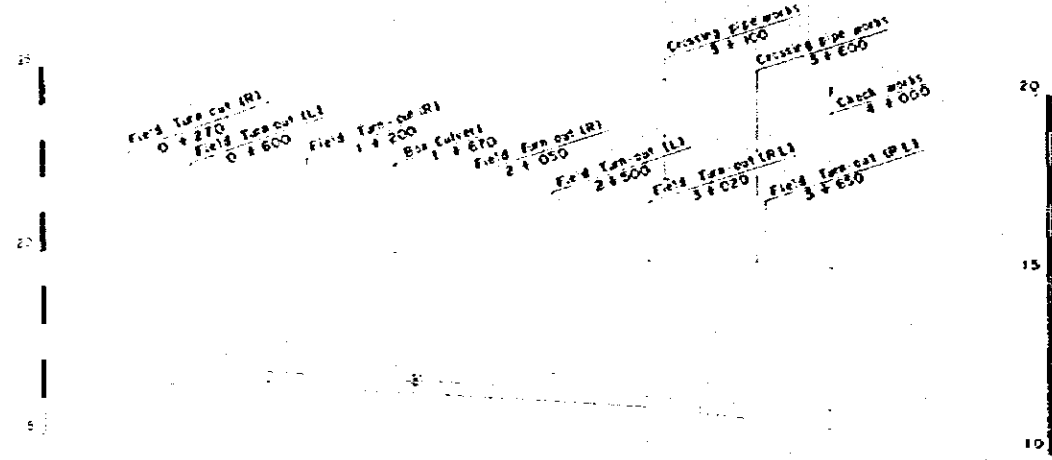 Crossing pipe works
3 + 100
Crossing pipe works
3 + 600
Check works
4 + 000
Field Turn-out (R)
0 + 270
Field Turn-out (L)
0 + 600
Field Turn-out (R)
1 + 200
Box Culvert
1 + 670
Field Turn-out (R)
2 + 050
Field Turn-out (L)
2 + 500
Field Turn-out (R L)
3 + 020
Field Turn-out (R L)
3 + 650
25
20
20
15
10